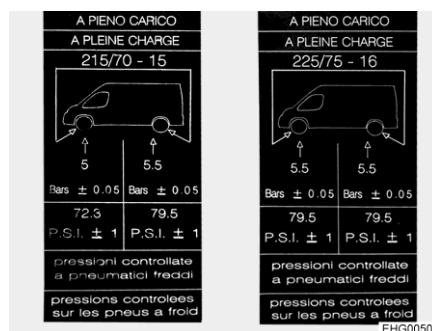 A PIENO CARICO
A PLEINE CHARGE
215/70 - 15
5 5.5
Bars ± 0.05 Bars ± 0.05
72.3 79.5
P.S.I. ± 1 P.S.I. ± 1
pressioni controllate
a pneumatici freddi
pressions controlees
sur les pneus a froid
A PIENO CARICO
A PLEINE CHARGE
225/75 - 16
5.5 5.5
Bars ± 0.05 Bars ± 0.05
79.5 79.5
P.S.I. ± 1 P.S.I. ± 1
pressioni controllate
a pneumatici freddi
pressions controlees
sur les pneus a froid
EHG0050